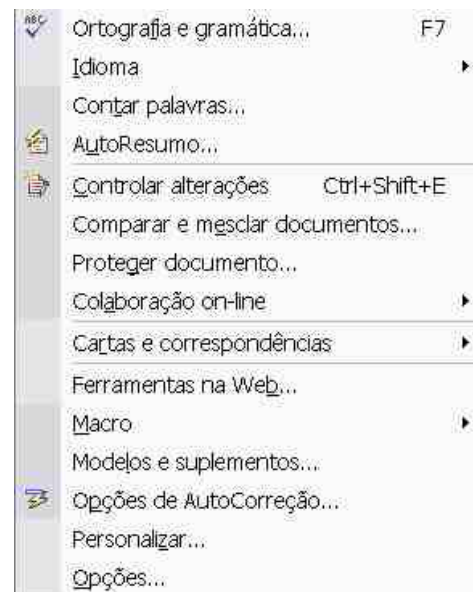 ABC Ortografia e gramática... F7
Idioma
Contar palavras...
AutoResumo...
Controlar alterações Ctrl+Shift+E
Comparar e mesclar documentos...
Proteger documento...
Colaboração on-line
Cartas e correspondências
Ferramentas na Web...
Macro
Modelos e suplementos...
Opções de AutoCorreção...
Personalizar...
Opções...